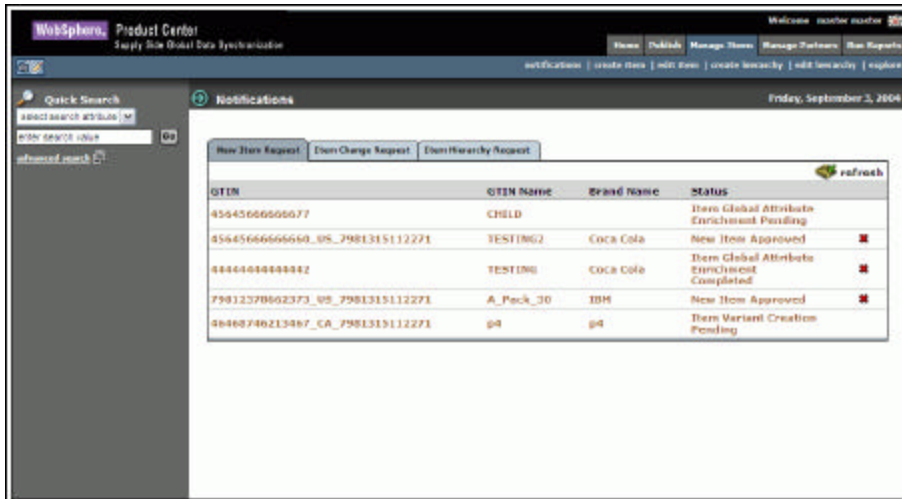 WebSphere. Product Center
Supply Side Global Data Synchronization
Welcome master master
Home Publish Manage Items Manage Partners Run Reports
notifications | create item | edit item | create hierarchy | edit hierarchy | explore
Quick Search
select search attribute
enter search value Go
advanced search
Notifications
Friday, September 3, 2004
New Item Request Item Change Request Item Hierarchy Request
refresh
GTIN GTIN Name Brand Name Status
CHILD Item Global Attribute
Enrichment Pending
TESTING2 Coca Cola New Item Approved
44444444444442 TESTING Coca Cola Item Global Attribute
Enrichment
Completed
79812378662373_US_7981315112271 A_Pack_30 IBM New Item Approved
46468746213467_CA_7981315112271 p4 p4 Item Variant Creation
Pending